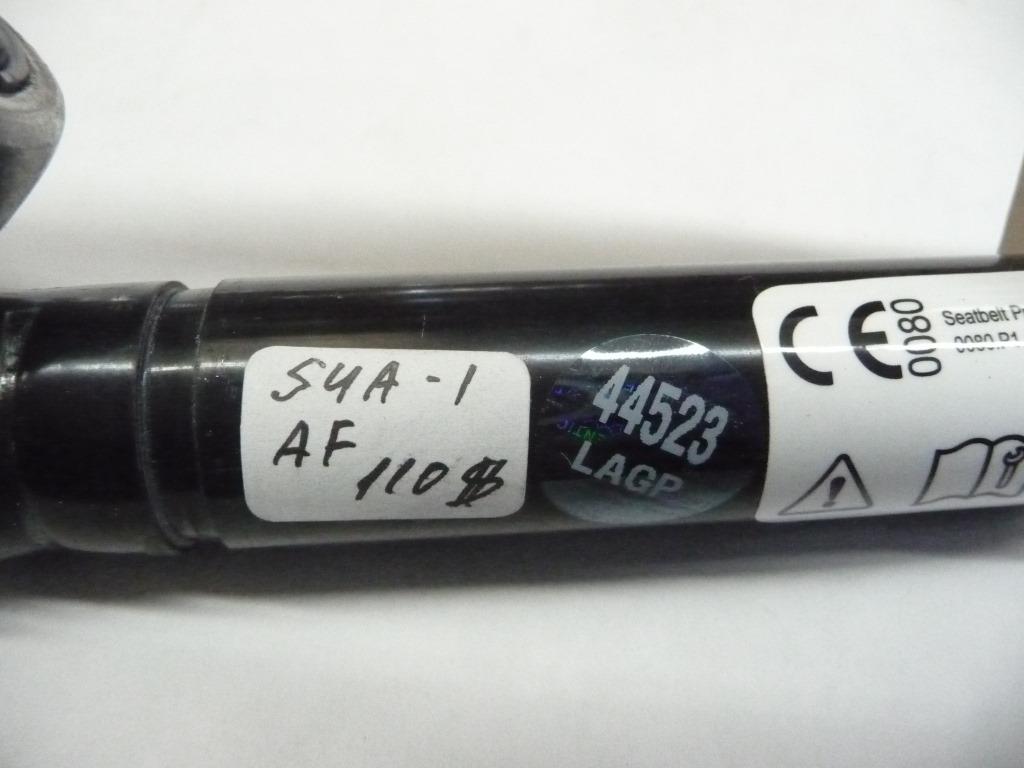 S4A-1
AF
110$
44523
LAGP
CE
0080
Seatbelt